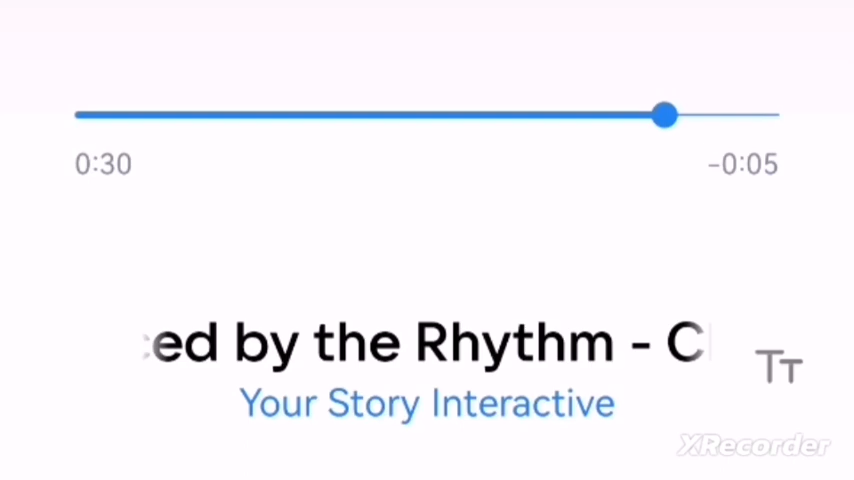 0:30
-0:05
ed by the Rhythm - C
Tт
Your Story Interactive
XRecorder